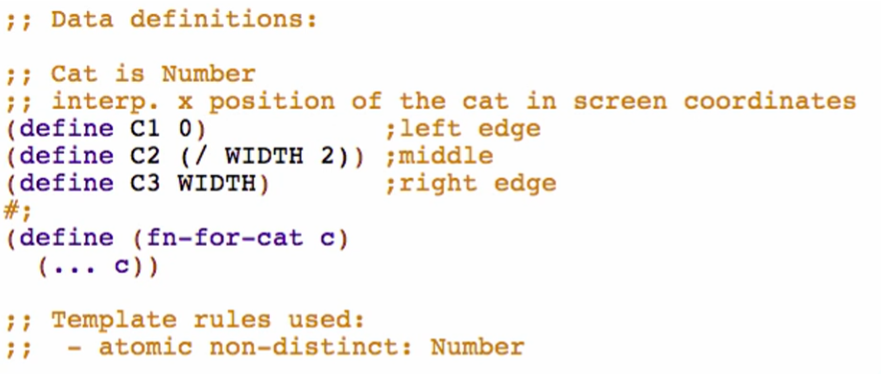 ;; Data definitions:
;; Cat is Number
;; interp. x position of the cat in screen coordinates
(define C1 0)           ;left edge
(define C2 (/ WIDTH 2)) ;middle
(define C3 WIDTH)       ;right edge
#;
(define (fn-for-cat c)
  (... c))
;; Template rules used:
;;  - atomic non-distinct: Number